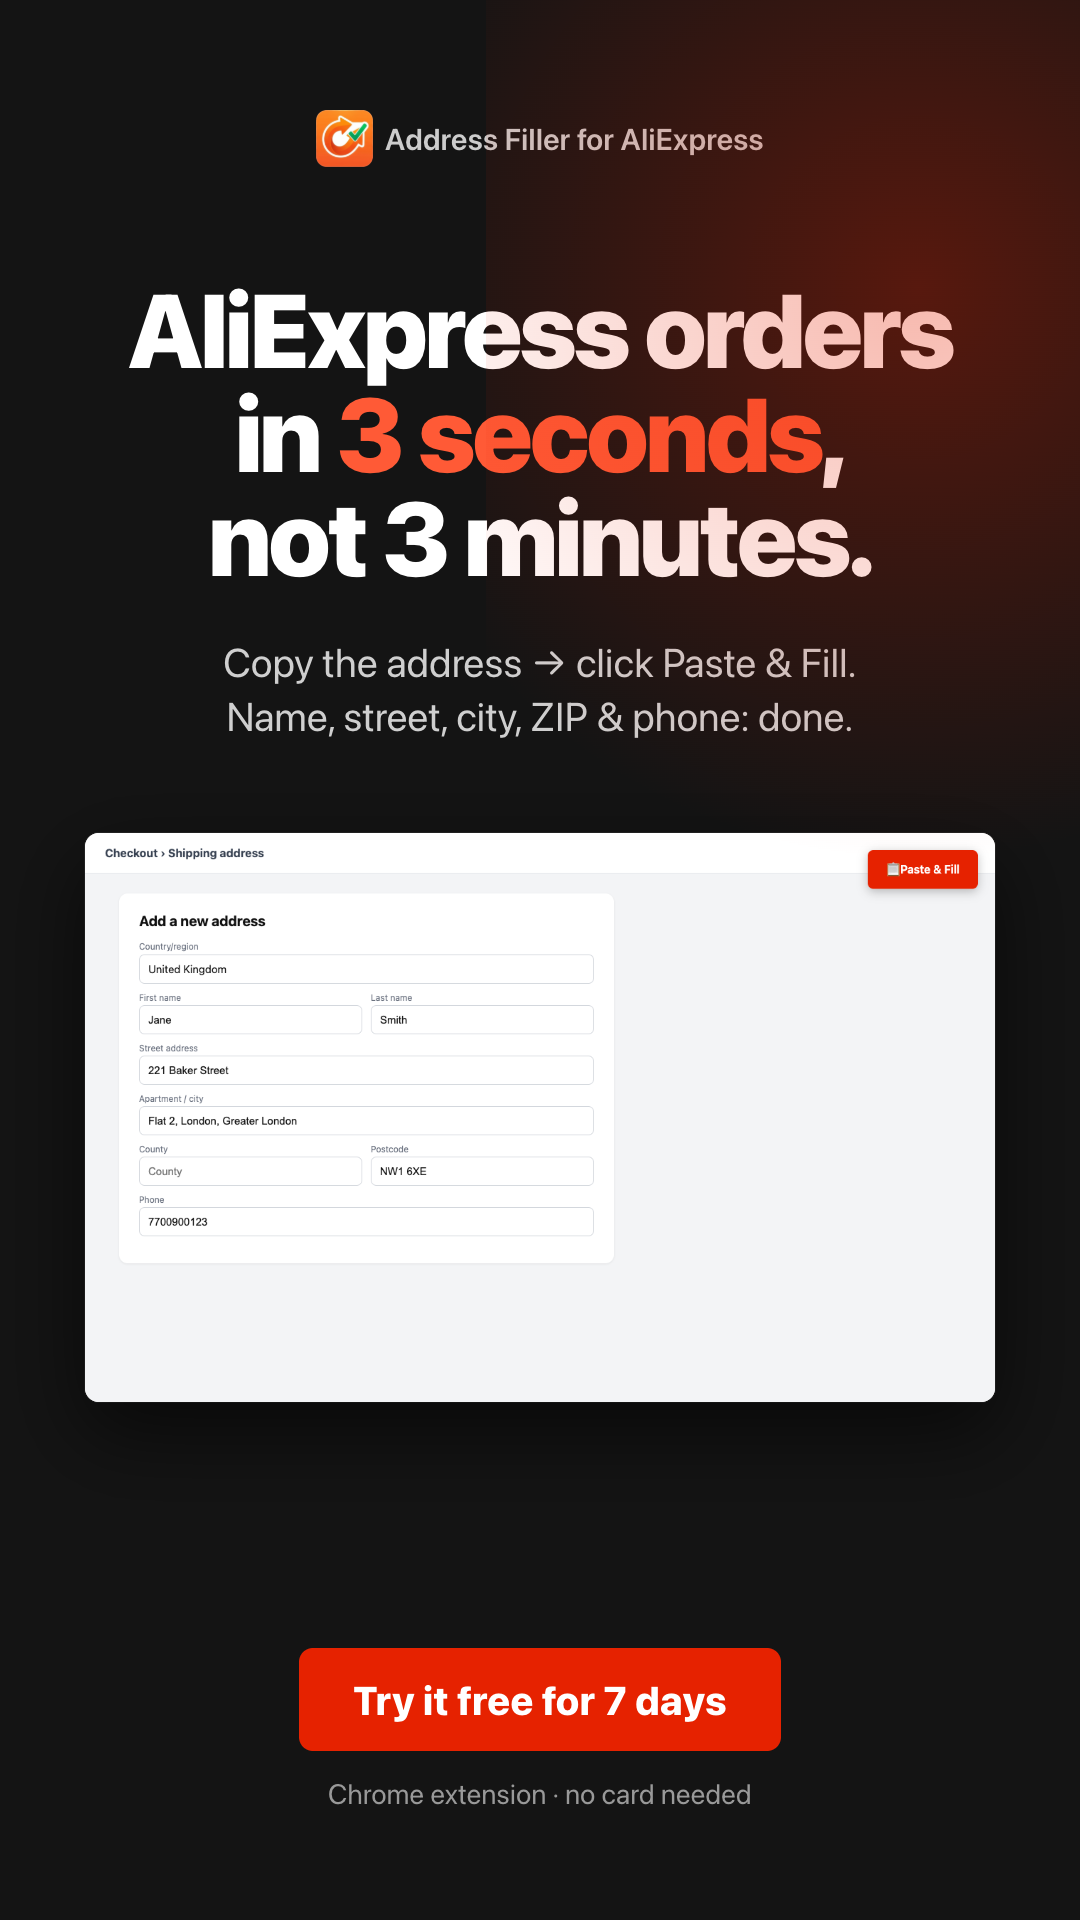 Address Filler for AliExpress
AliExpress orders
in 3 seconds,
not 3 minutes.
Copy the address → click Paste & Fill.
Name, street, city, ZIP & phone: done.
Checkout › Shipping address
📋Paste & Fill
Add a new address
Country/region
United Kingdom
First name
Last name
Jane
Smith
Street address
221 Baker Street
Apartment / city
Flat 2, London, Greater London
County
Postcode
County
NW1 6XE
Phone
7700900123
Try it free for 7 days
Chrome extension · no card needed